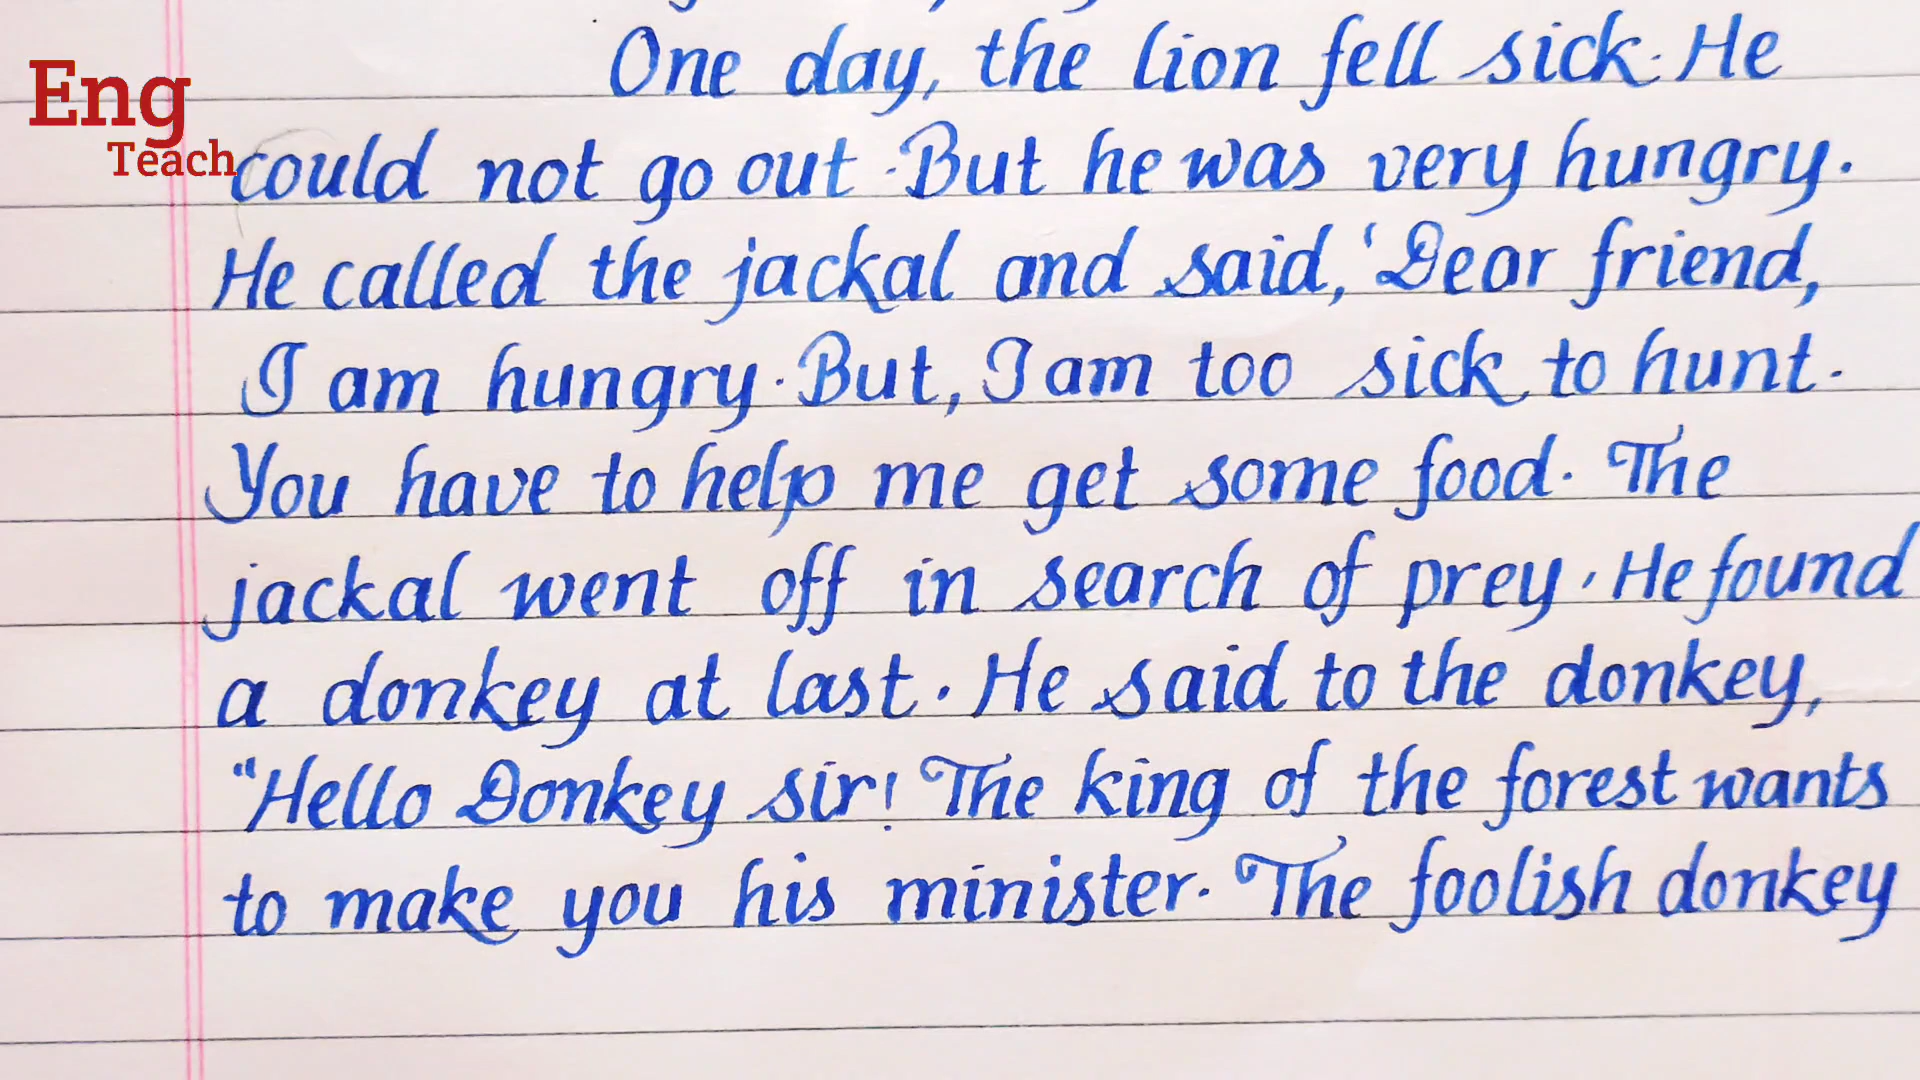 Eng
Teach
One day, the lion fell sick. He
could not go out. But he was very hungry.
He called the jackal and said, 'Dear friend,
I am hungry. But, I am too sick to hunt.
You have to help me get some food. The
jackal went off in search of prey. He found
a donkey at last. He said to the donkey,
"Hello Donkey sir! The king of the forest wants
to make you his minister. The foolish donkey